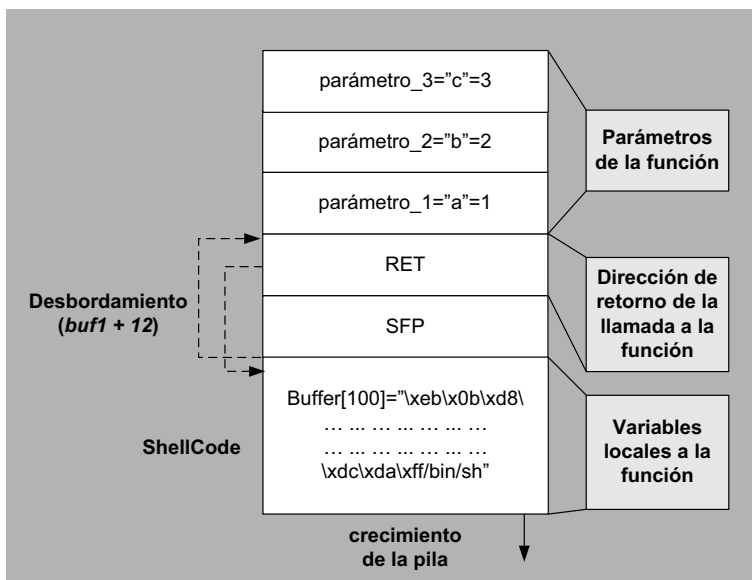 parámetro_3="c"=3
parámetro_2="b"=2
parámetro_1="a"=1
Parámetros
de la función
RET
SFP
Dirección de
retorno de la
llamada a la
función
Desbordamiento
(buf1 + 12)
Buffer[100]="\xeb\x0b\xd8\
… ... … ... … ... …
… ... … ... … ... …
\xdc\xda\xff/bin/sh"
ShellCode
Variables
locales a la
función
crecimiento
de la pila